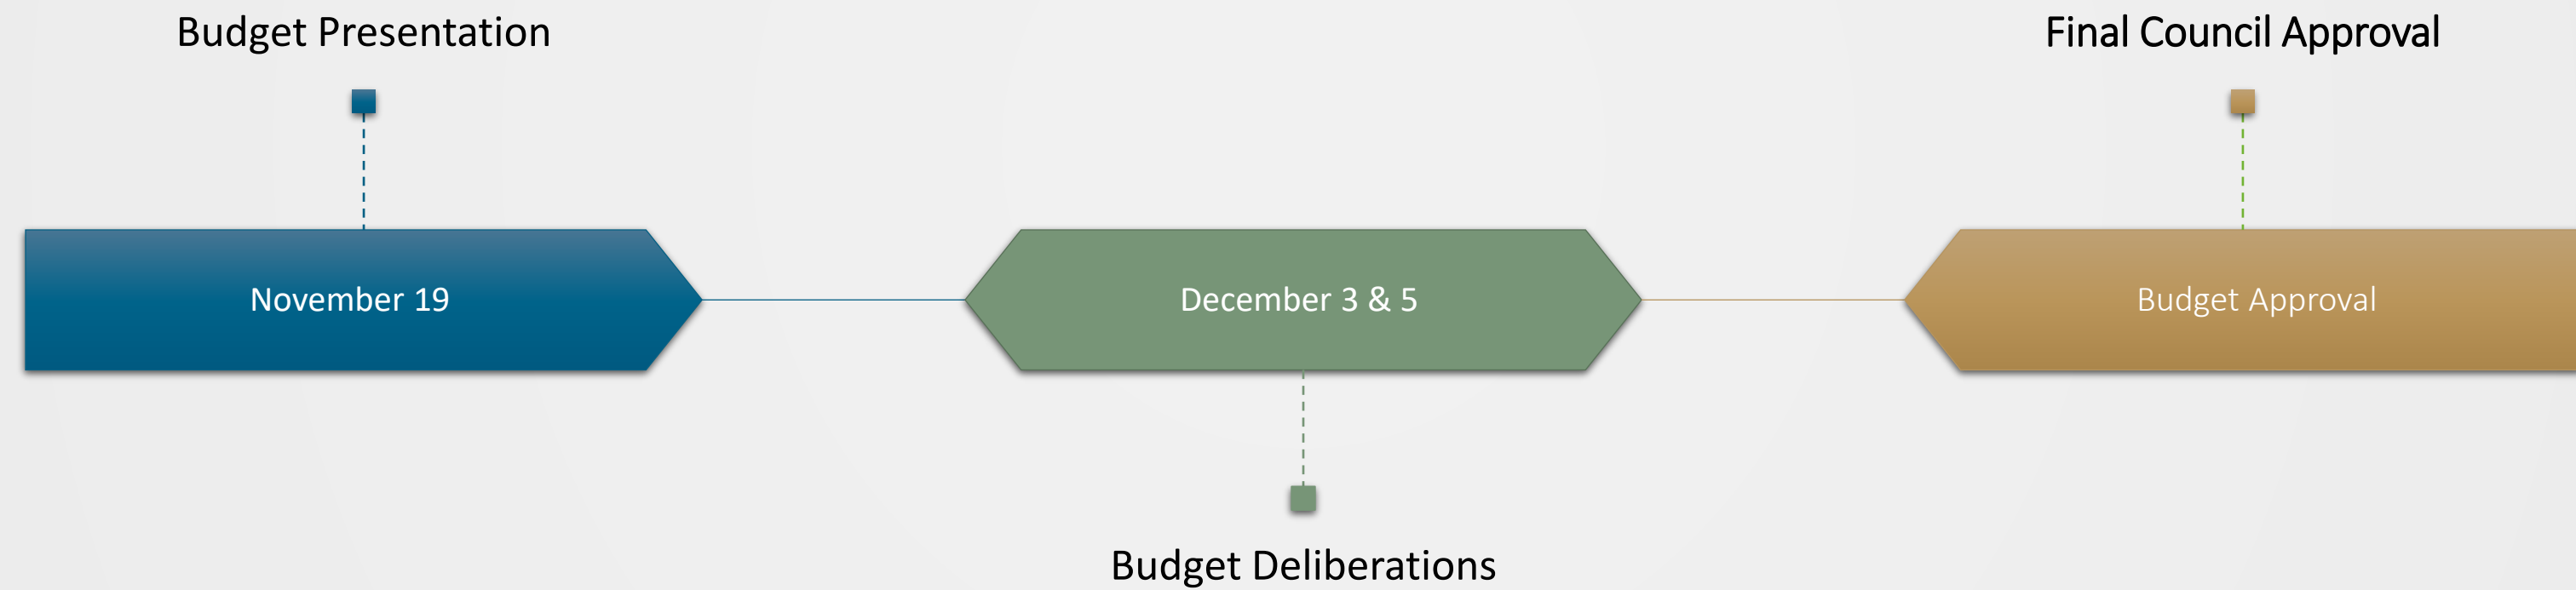 Budget Presentation
Final Council Approval
November 19
December 3 & 5
Budget Approval
Budget Deliberations